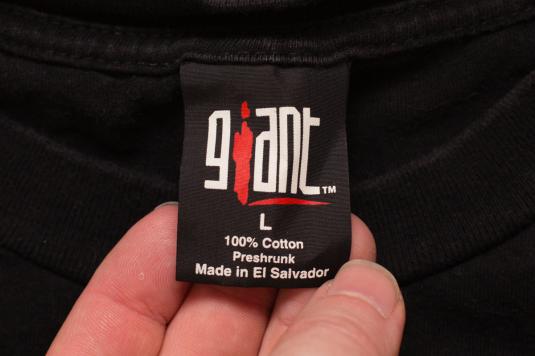 giant™
L
100% Cotton
Preshrunk
Made in El Salvador